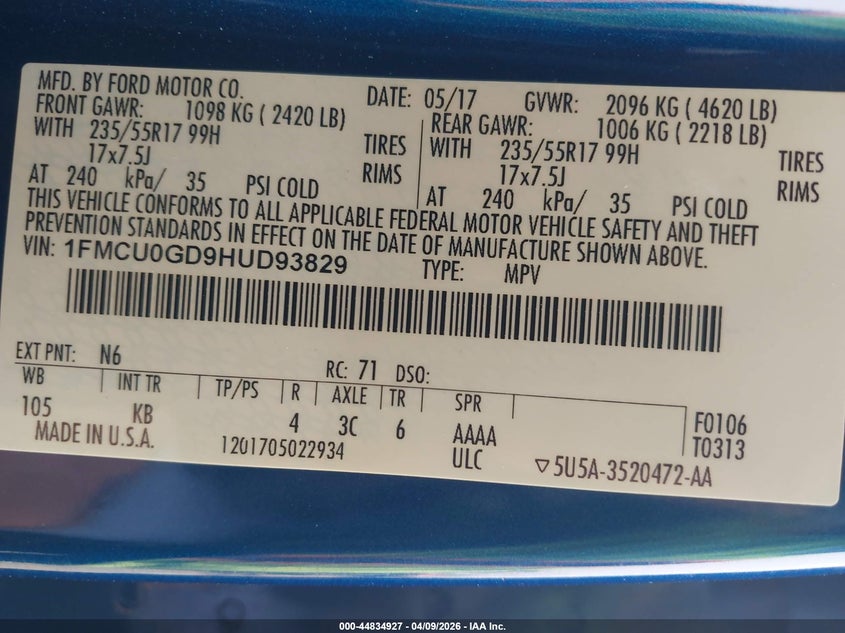 MFD. BY FORD MOTOR CO. DATE: 05/17 GVWR: 2096 KG ( 4620 LB)
FRONT GAWR: 1098 KG ( 2420 LB) REAR GAWR: 1006 KG ( 2218 LB)
WITH 235/55R17 99H TIRES WITH 235/55R17 99H TIRES
17x7.5J RIMS 17x7.5J RIMS
AT 240 kPa/ 35 PSI COLD AT 240 kPa/ 35 PSI COLD
THIS VEHICLE CONFORMS TO ALL APPLICABLE FEDERAL MOTOR VEHICLE SAFETY AND THEFT
PREVENTION STANDARDS IN EFFECT ON THE DATE OF MANUFACTURE SHOWN ABOVE.
VIN: 1FMCU0GD9HUD93829 TYPE: MPV
EXT PNT: N6 RC: 71 DSO:
WB INT TR TP/PS R AXLE TR SPR
105 KB 4 3C 6 AAAA F0106
MADE IN U.S.A. 1201705022934 ULC T0313
▽5U5A-3520472-AA
000-44834927 - 04/09/2026 - IAA Inc.